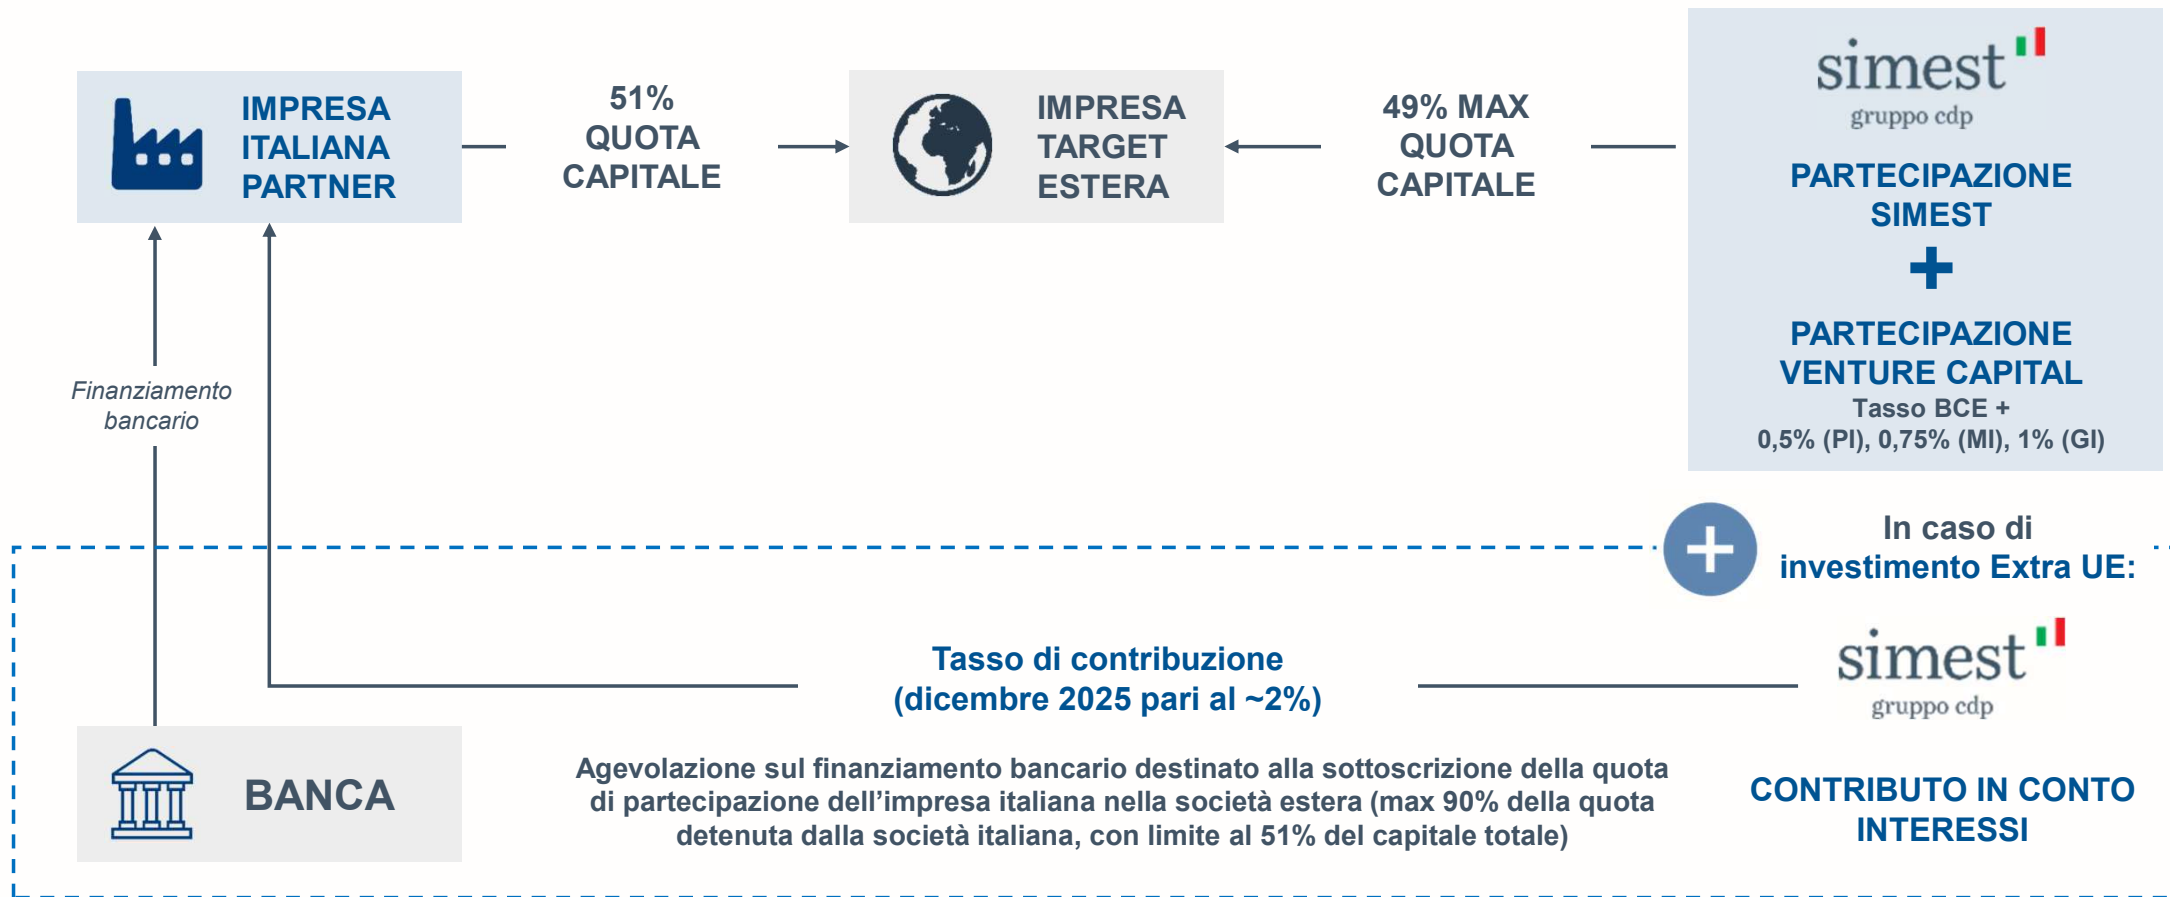 IMPRESA
ITALIANA
PARTNER
51%
QUOTA
CAPITALE
IMPRESA
TARGET
ESTERA
49% MAX
QUOTA
CAPITALE
simest
gruppo cdp
PARTECIPAZIONE
SIMEST
+
PARTECIPAZIONE
VENTURE CAPITAL
Tasso BCE +
0,5% (PI), 0,75% (MI), 1% (GI)
Finanziamento
bancario
+
In caso di
investimento Extra UE:
Tasso di contribuzione
(dicembre 2025 pari al ~2%)
simest
gruppo cdp
BANCA
Agevolazione sul finanziamento bancario destinato alla sottoscrizione della quota
di partecipazione dell’impresa italiana nella società estera (max 90% della quota
detenuta dalla società italiana, con limite al 51% del capitale totale)
CONTRIBUTO IN CONTO
INTERESSI